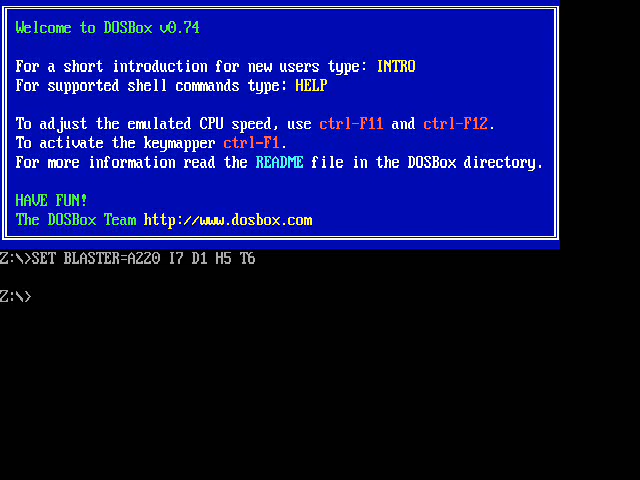 Welcome to DOSBox v0.74
For a short introduction for new users type: INTRO
For supported shell commands type: HELP
To adjust the emulated CPU speed, use ctrl-F11 and ctrl-F12.
To activate the keymapper ctrl-F1.
For more information read the README file in the DOSBox directory.
HAVE FUN!
The DOSBox Team http://www.dosbox.com
Z:\>SET BLASTER=A220 I7 D1 H5 T6
Z:\>